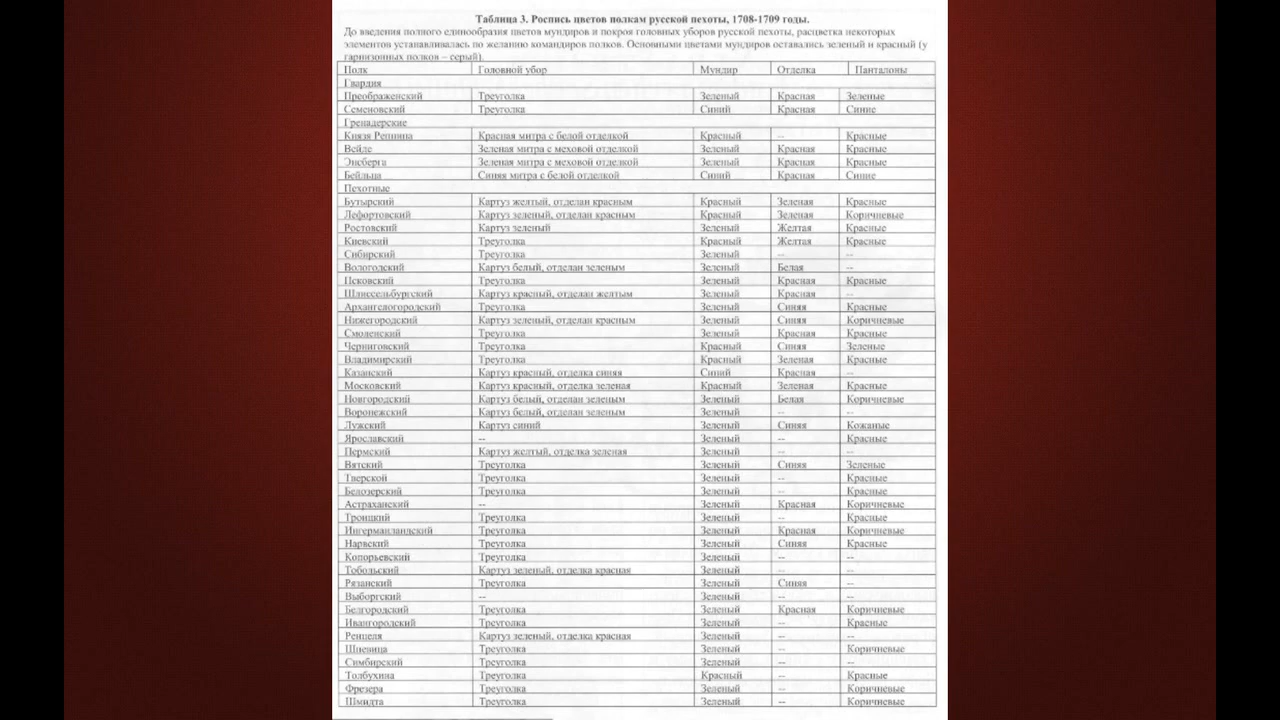 Таблица 3. Роспись цветов полкам русской пехоты, 1708-1709 годы.
До введения полного единообразия цветов мундиров и покроя головных уборов русской пехоты, расцветка некоторых
элементов устанавливалась по желанию командиров полков. Основными цветами мундиров оставались зеленый и красный (у
гарнизонных полков – серый).
Полк Головной убор Мундир Отделка Панталоны
Гвардия
Преображенский Треуголка Зеленый Красная Зеленые
Семеновский Треуголка Синий Красная Синие
Гренадерские
Князя Репнина Красная митра с белой отделкой Красный -- Красные
Вейде Зеленая митра с меховой отделкой Зеленый Красная Красные
Энсберга Зеленая митра с меховой отделкой Зеленый Красная Красные
Бейльца Синяя митра с белой отделкой Синий Красная Синие
Пехотные
Бутырский Картуз желтый, отделан красным Красный Зеленая Красные
Лефортовский Картуз зеленый, отделан красным Красный Зеленая Коричневые
Ростовский Картуз зеленый Зеленый Желтая Красные
Киевский Треуголка Красный Желтая Красные
Сибирский Треуголка Зеленый -- --
Вологодский Картуз белый, отделан зеленым Зеленый Белая --
Псковский Треуголка Зеленый Красная Красные
Шлиссельбургский Картуз красный, отделан желтым Зеленый Красная --
Архангелогородский Треуголка Зеленый Синяя Красные
Нижегородский Картуз зеленый, отделан красным Зеленый Синяя Коричневые
Смоленский Треуголка Зеленый Красная Красные
Черниговский Треуголка Красный Синяя Зеленые
Владимирский Треуголка Красный Зеленая Красные
Казанский Картуз красный, отделка синяя Синий Красная --
Московский Картуз красный, отделка зеленая Красный Зеленая Красные
Новгородский Картуз белый, отделан зеленым Зеленый Белая Коричневые
Воронежский Картуз белый, отделан зеленым Зеленый -- --
Лужский Картуз синий Зеленый Синяя Кожаные
Ярославский -- Зеленый -- Красные
Пермский Картуз желтый, отделка зеленая Зеленый -- --
Вятский Треуголка Зеленый Синяя Зеленые
Тверской Треуголка Зеленый -- Красные
Белозерский Треуголка Зеленый -- Красные
Астраханский -- Зеленый Красная Коричневые
Троицкий Треуголка Зеленый -- Красные
Ингерманландский Треуголка Зеленый Красная Коричневые
Нарвский Треуголка Зеленый Синяя Красные
Копорьевский Треуголка Зеленый -- --
Тобольский Картуз зеленый, отделка красная Зеленый -- --
Рязанский Треуголка Зеленый Синяя --
Выборгский -- Зеленый -- --
Белгородский Треуголка Зеленый Красная Коричневые
Ивангородский Треуголка Зеленый -- Красные
Ренцеля Картуз зеленый, отделка красная Зеленый -- --
Шневица Треуголка Зеленый -- Коричневые
Симбирский Треуголка Зеленый -- --
Толбухина Треуголка Красный -- Красные
Фрезера Треуголка Зеленый -- Коричневые
Шмидта Треуголка Зеленый -- Коричневые